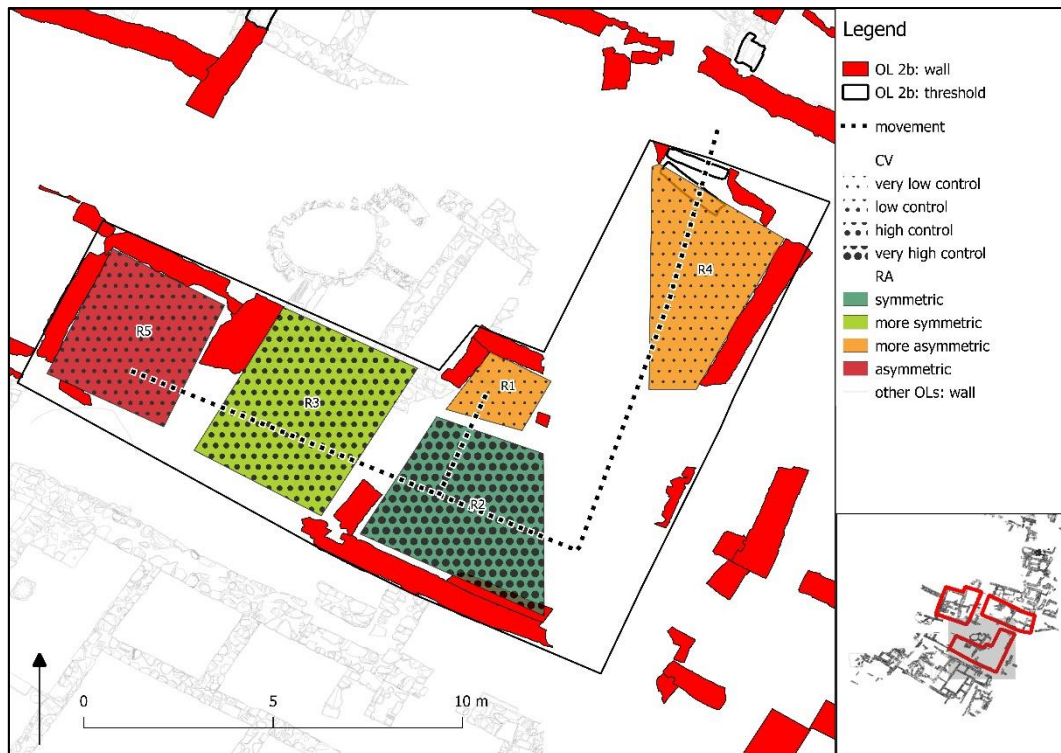 Legend
OL 2b: wall
OL 2b: threshold
movement
CV
very low control
low control
high control
very high control
RA
symmetric
more symmetric
more asymmetric
asymmetric
other OLs: wall
R4
R5
R1
R3
R2
0 5 10 m